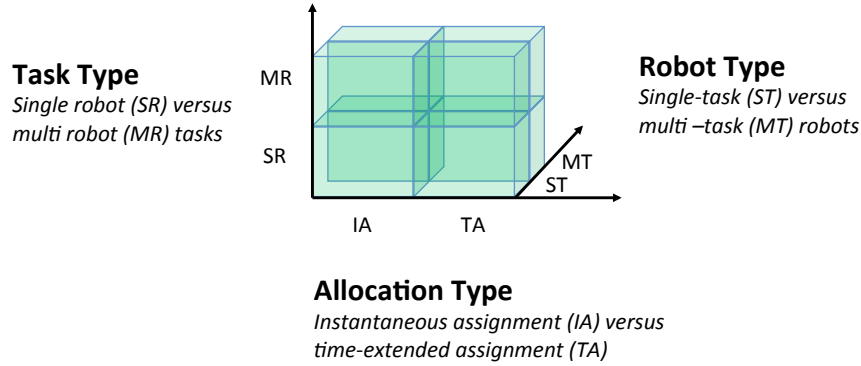 Task Type
Single robot (SR) versus
multi robot (MR) tasks
MR
SR
IA
TA
ST
MT
Robot Type
Single-task (ST) versus
multi –task (MT) robots
Allocation Type
Instantaneous assignment (IA) versus
time-extended assignment (TA)